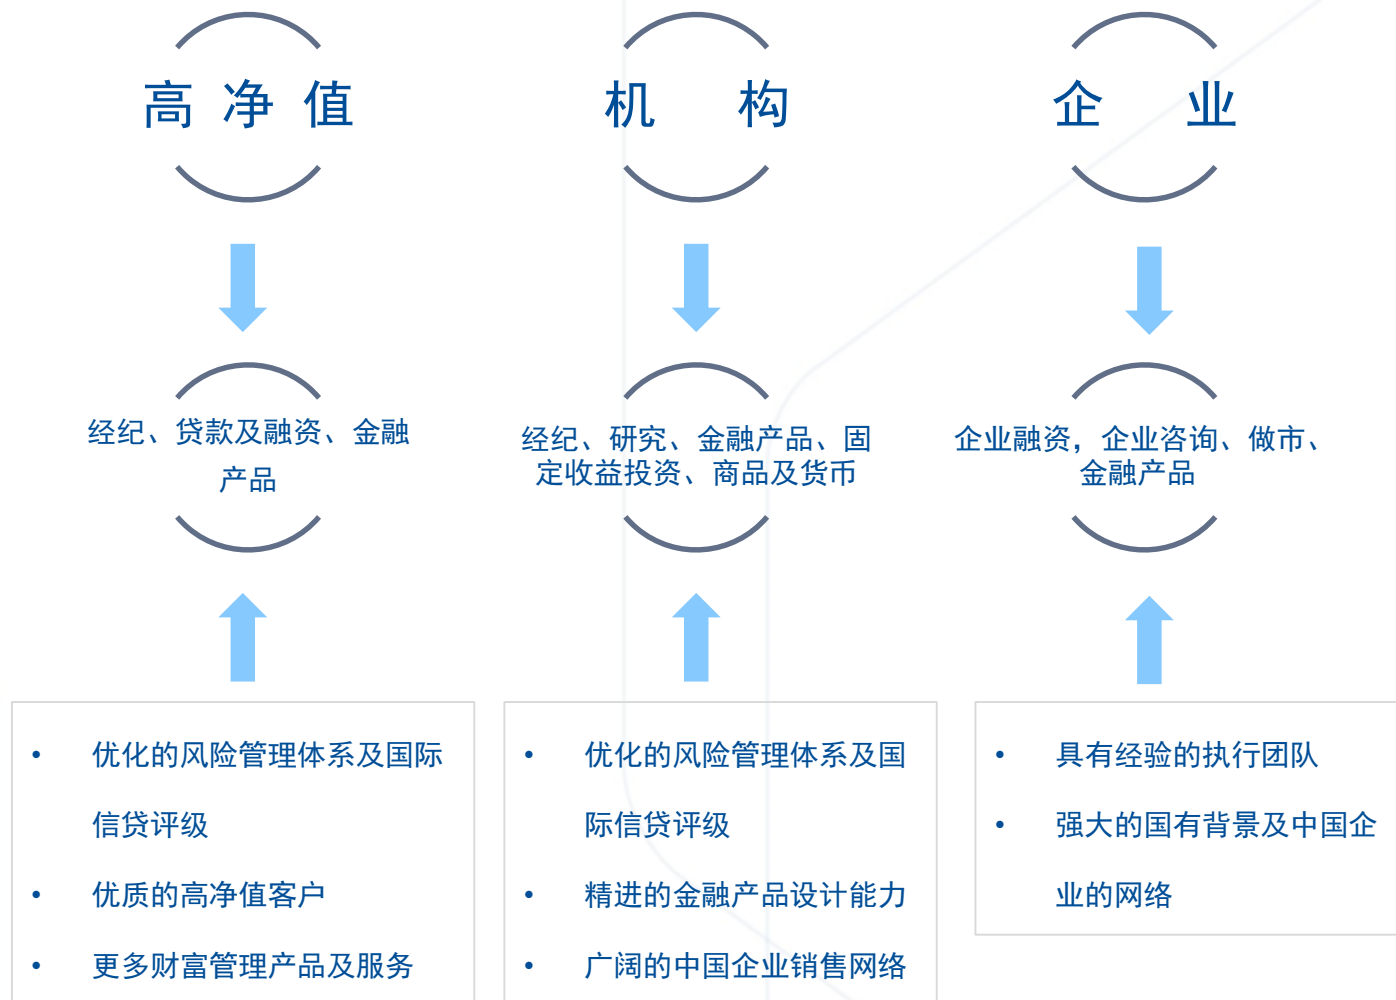 高净值
机构
企业
经纪、贷款及融资、金融
产品
经纪、研究、金融产品、固
定收益投资、商品及货币
企业融资，企业咨询、做市、
金融产品
• 优化的风险管理体系及国际
信贷评级
• 优质的高净值客户
• 更多财富管理产品及服务
• 优化的风险管理体系及国
际信贷评级
• 精进的金融产品设计能力
• 广阔的中国企业销售网络
• 具有经验的执行团队
• 强大的国有背景及中国企
业的网络